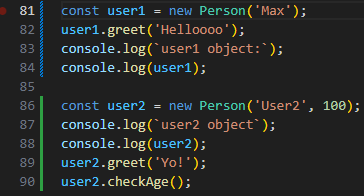 81 const user1 = new Person('Max');
82 user1.greet('Helloooo');
83 console.log(`user1 object:`);
84 console.log(user1);
85
86 const user2 = new Person('User2', 100);
87 console.log(`user2 object`);
88 console.log(user2);
89 user2.greet('Yo!');
90 user2.checkAge();